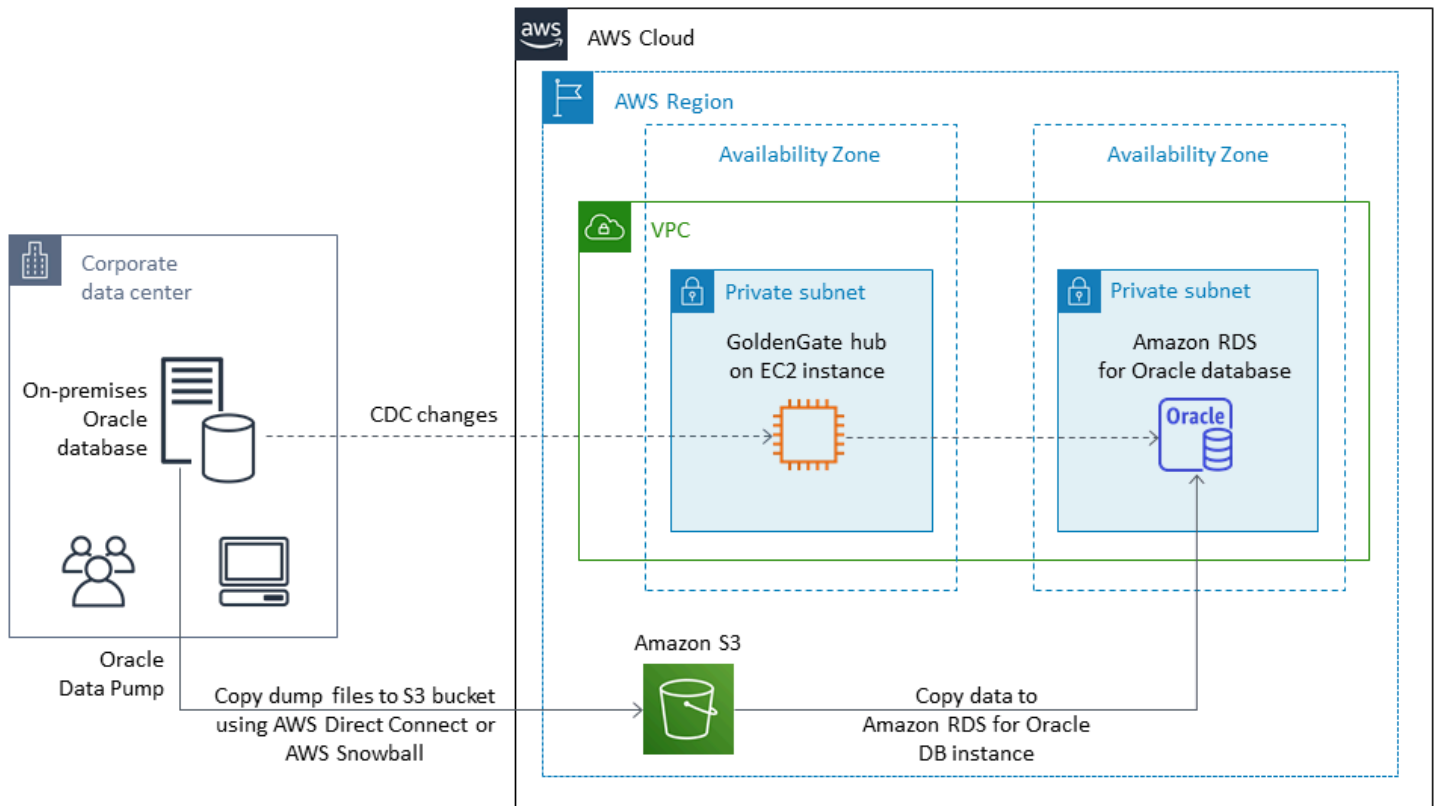 aws
AWS Cloud
AWS Region
Availability Zone
Availability Zone
VPC
Corporate
data center
Private subnet
Private subnet
GoldenGate hub
on EC2 instance
Amazon RDS
for Oracle database
Oracle
On-premises
Oracle
database
CDC changes
Oracle
Data Pump
Copy dump files to S3 bucket
using AWS Direct Connect or
AWS Snowball
Amazon S3
Copy data to
Amazon RDS for Oracle
DB instance